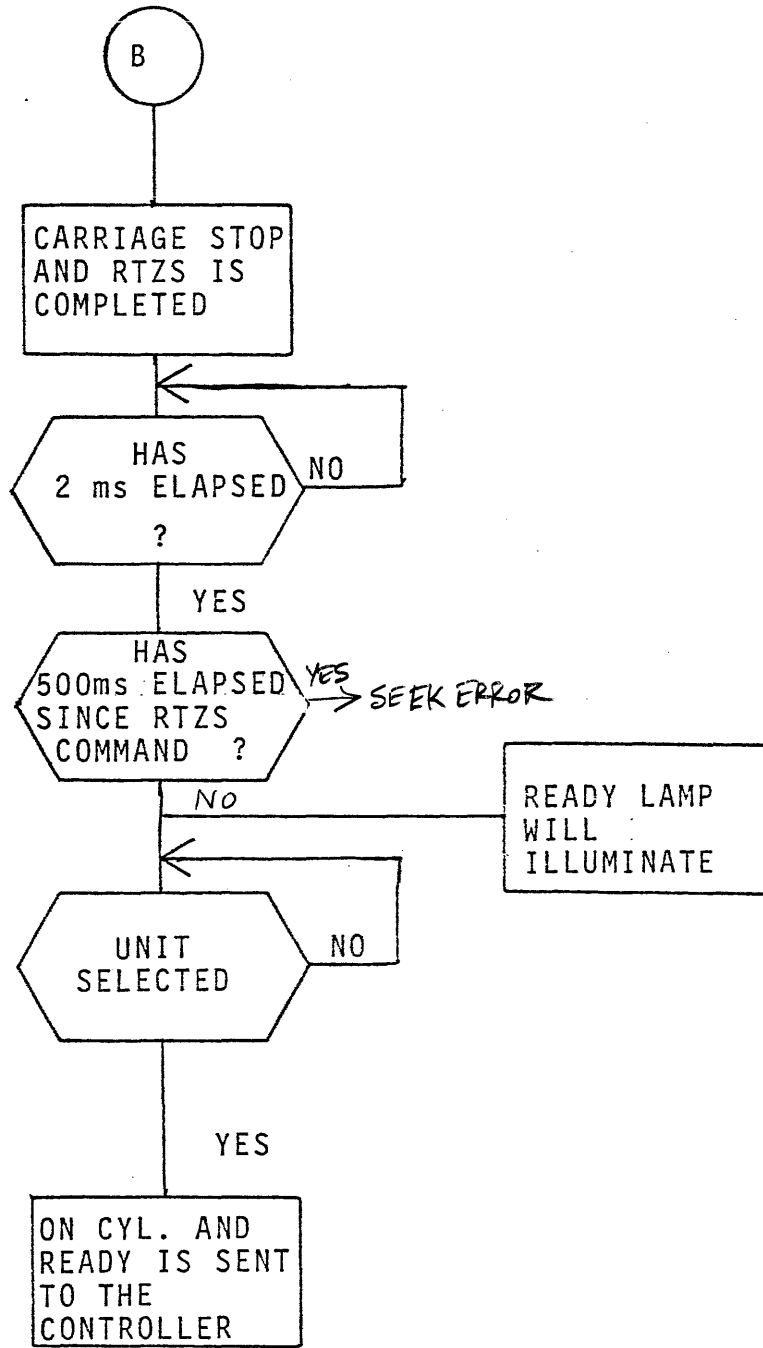 B
CARRIAGE STOP
AND RTZS IS
COMPLETED
HAS
2 ms ELAPSED
?
NO
YES
HAS
500ms ELAPSED
SINCE RTZS
COMMAND ?
YES
SEEK ERROR
NO
READY LAMP
WILL
ILLUMINATE
UNIT
SELECTED
NO
YES
ON CYL. AND
READY IS SENT
TO THE
CONTROLLER